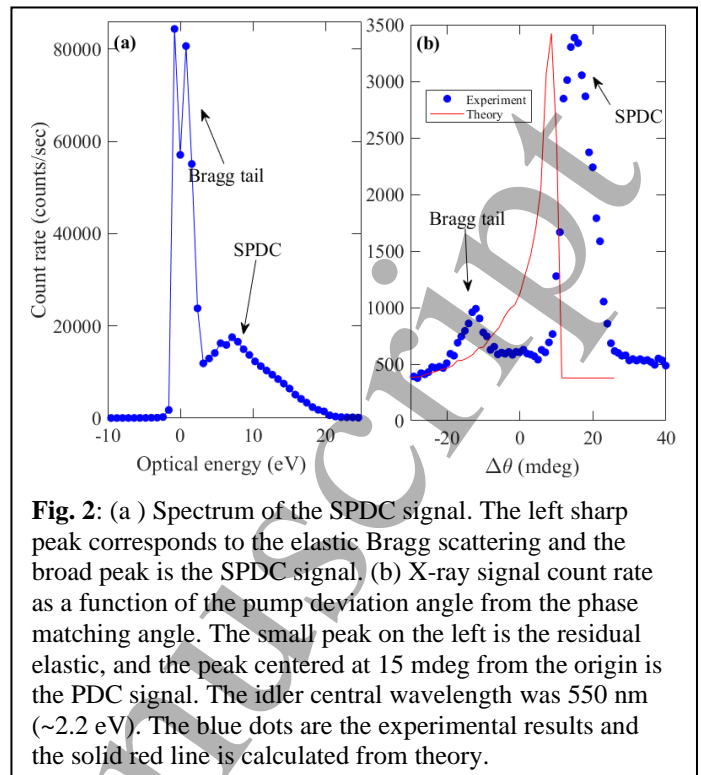 (a)
80000
60000
40000
20000
0
-10
0
10
20
Count rate (counts/sec)
Optical energy (eV)
Bragg tail
SPDC
(b)
3500
3000
2500
2000
1500
1000
500
0
-20
0
20
40
Δθ (mdeg)
Experiment
Theory
SPDC
Bragg tail
Fig. 2: (a ) Spectrum of the SPDC signal. The left sharp
peak corresponds to the elastic Bragg scattering and the
broad peak is the SPDC signal. (b) X-ray signal count rate
as a function of the pump deviation angle from the phase
matching angle. The small peak on the left is the residual
elastic, and the peak centered at 15 mdeg from the origin is
the PDC signal. The idler central wavelength was 550 nm
(~2.2 eV). The blue dots are the experimental results and
the solid red line is calculated from theory.
nuscript